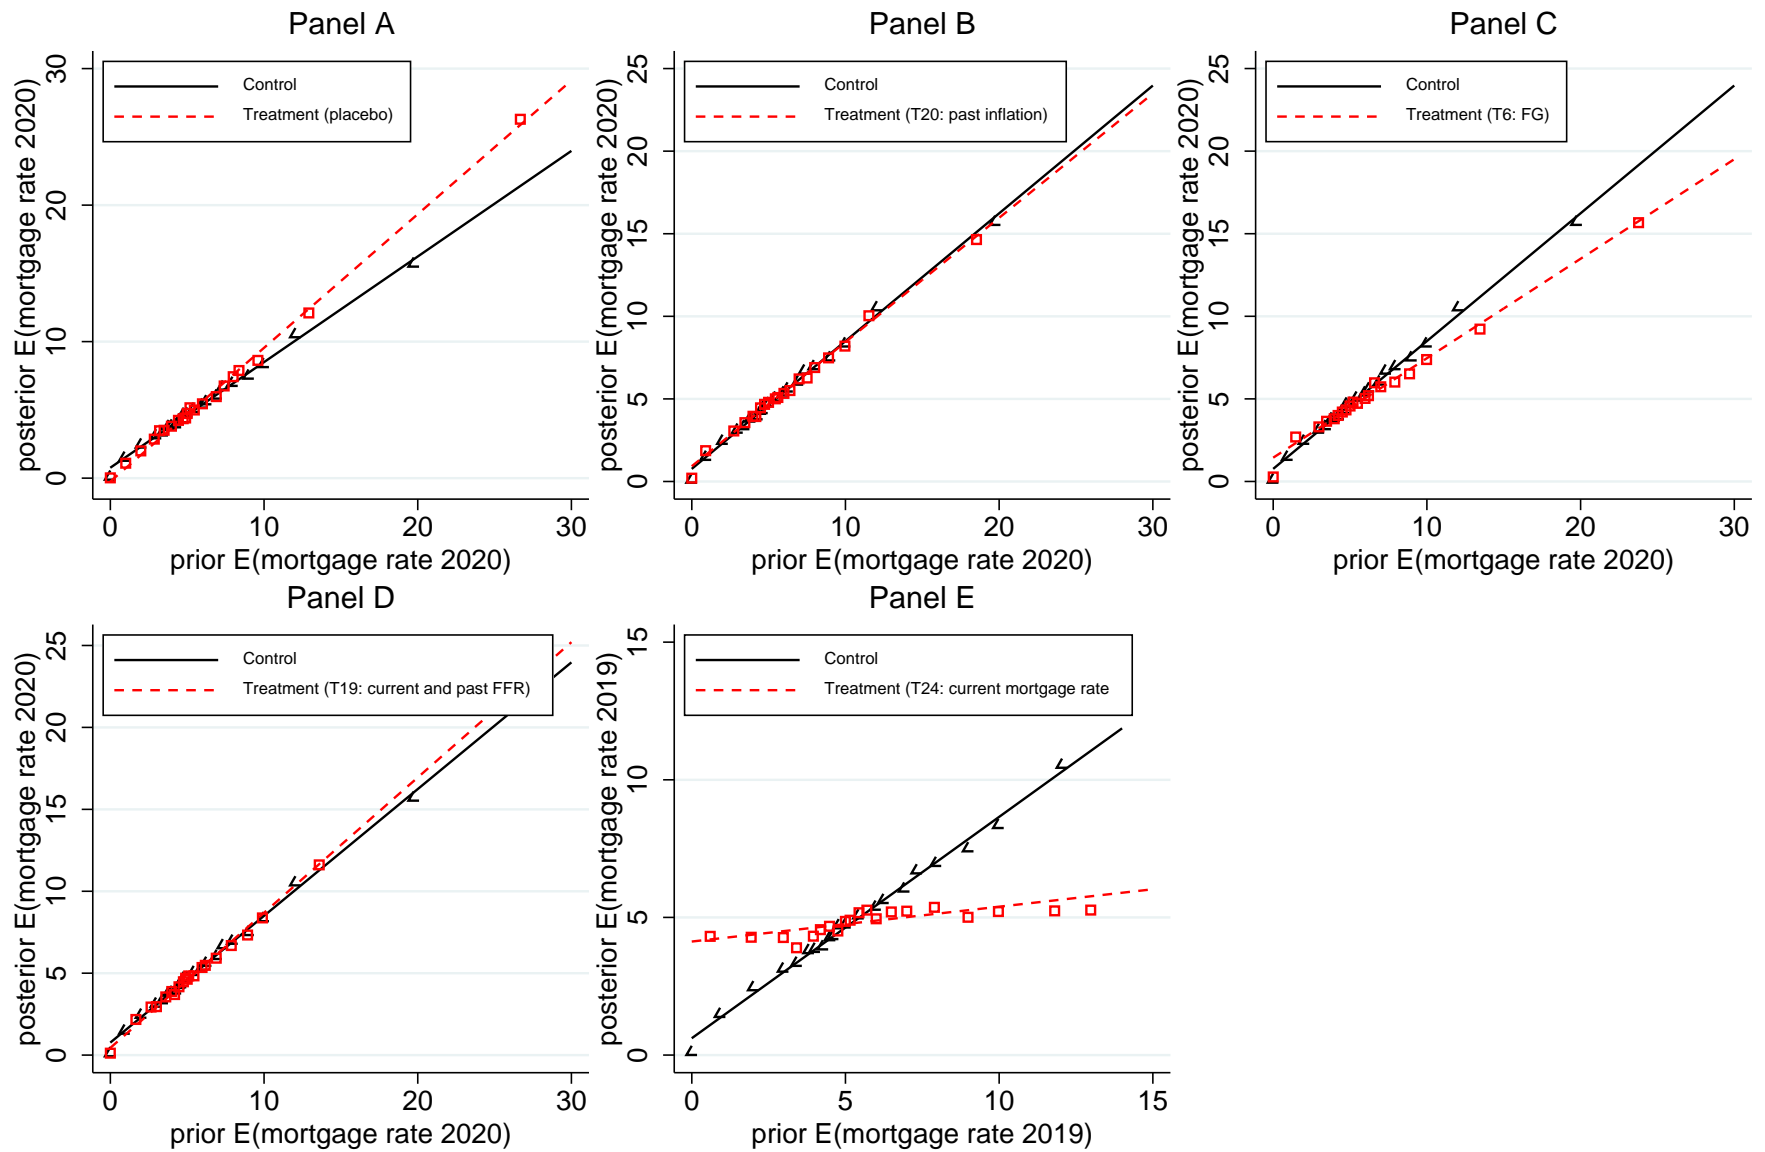 Panel A
posterior E(mortgage rate 2020)
30
20
10
0
Control
Treatment (placebo)
0 10 20 30
prior E(mortgage rate 2020)
Panel B
posterior E(mortgage rate 2020)
25
20
15
10
5
0
Control
Treatment (T20: past inflation)
0 10 20 30
prior E(mortgage rate 2020)
Panel C
posterior E(mortgage rate 2020)
25
20
15
10
5
0
Control
Treatment (T6: FG)
0 10 20 30
prior E(mortgage rate 2020)
Panel D
posterior E(mortgage rate 2020)
25
20
15
10
5
0
Control
Treatment (T19: current and past FFR)
0 10 20 30
prior E(mortgage rate 2020)
Panel E
posterior E(mortgage rate 2019)
15
10
5
0
Control
Treatment (T24: current mortgage rate
0 5 10 15
prior E(mortgage rate 2019)